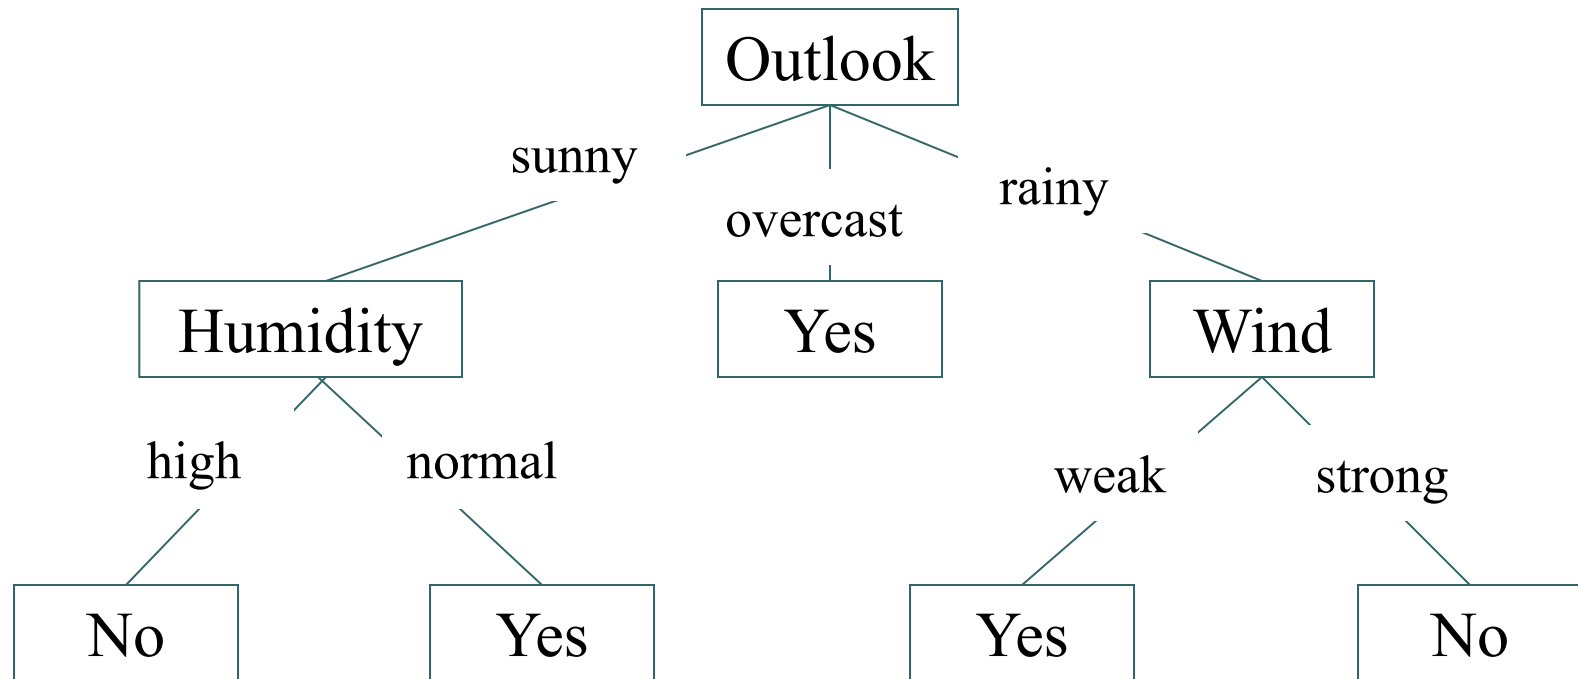 Outlook
sunny
overcast
rainy
Humidity
Yes
Wind
high
normal
weak
strong
No
Yes
Yes
No